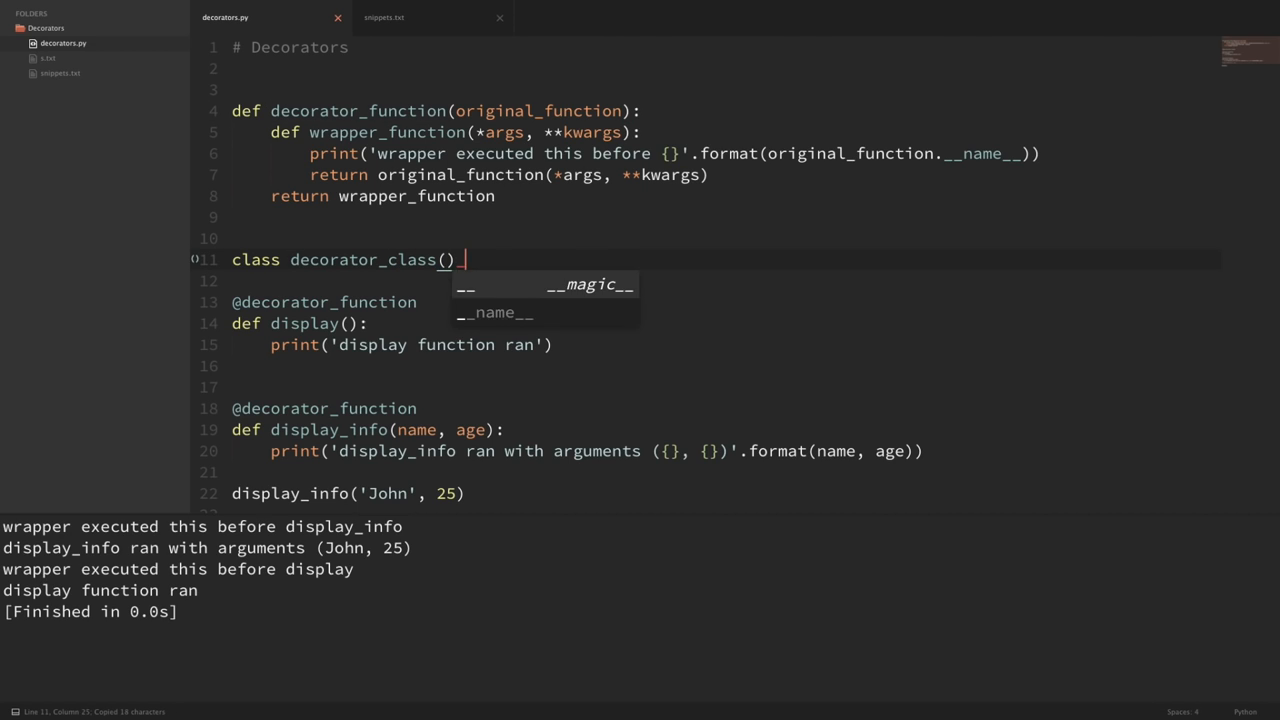 FOLDERS
Decorators
decorators.py
s.txt
snippets.txt
decorators.py
snippets.txt
1 # Decorators
2
3
4 def decorator_function(original_function):
5 def wrapper_function(*args, **kwargs):
6 print('wrapper executed this before {}'.format(original_function.__name__))
7 return original_function(*args, **kwargs)
8 return wrapper_function
9
10
11 class decorator_class()_
__ __magic__
__name__
12
13 @decorator_function
14 def display():
15 print('display function ran')
16
17
18 @decorator_function
19 def display_info(name, age):
20 print('display_info ran with arguments ({}, {})'.format(name, age))
21
22 display_info('John', 25)
wrapper executed this before display_info
display_info ran with arguments (John, 25)
wrapper executed this before display
display function ran
[Finished in 0.0s]
Line 11, Column 25; Copied 18 characters
Spaces: 4
Python